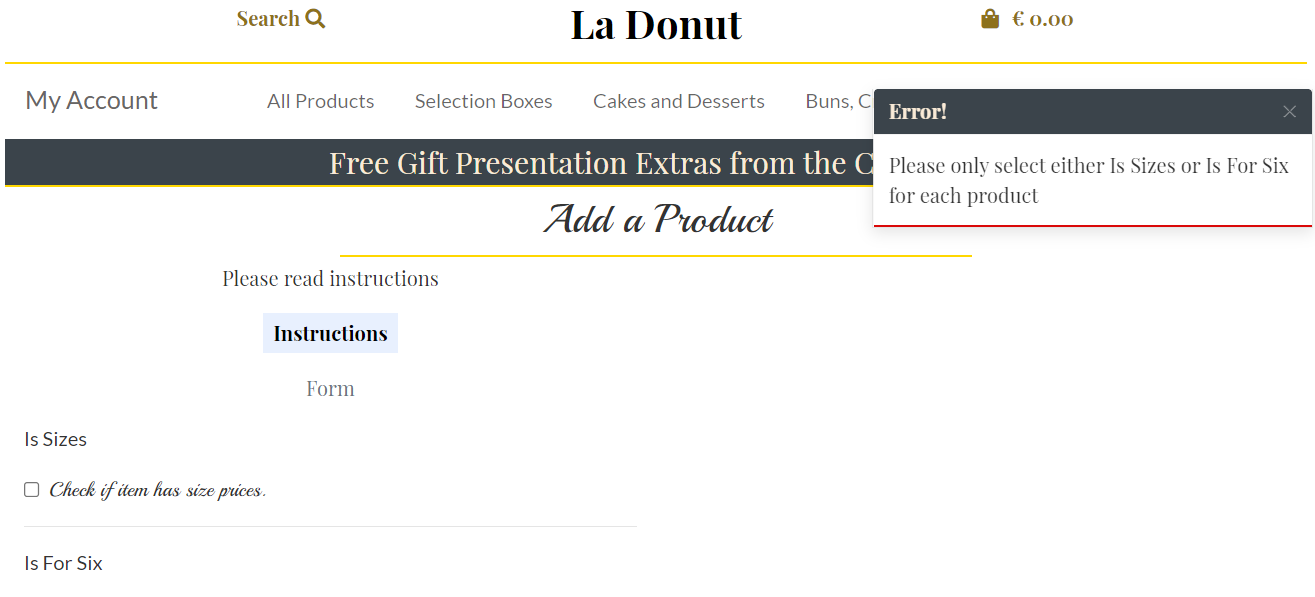 Search
La Donut
€ 0.00
My Account
All Products
Selection Boxes
Cakes and Desserts
Buns, C
Error!
Please only select either Is Sizes or Is For Six
for each product
Free Gift Presentation Extras from the C
Add a Product
Please read instructions
Instructions
Form
Is Sizes
Check if item has size prices.
Is For Six